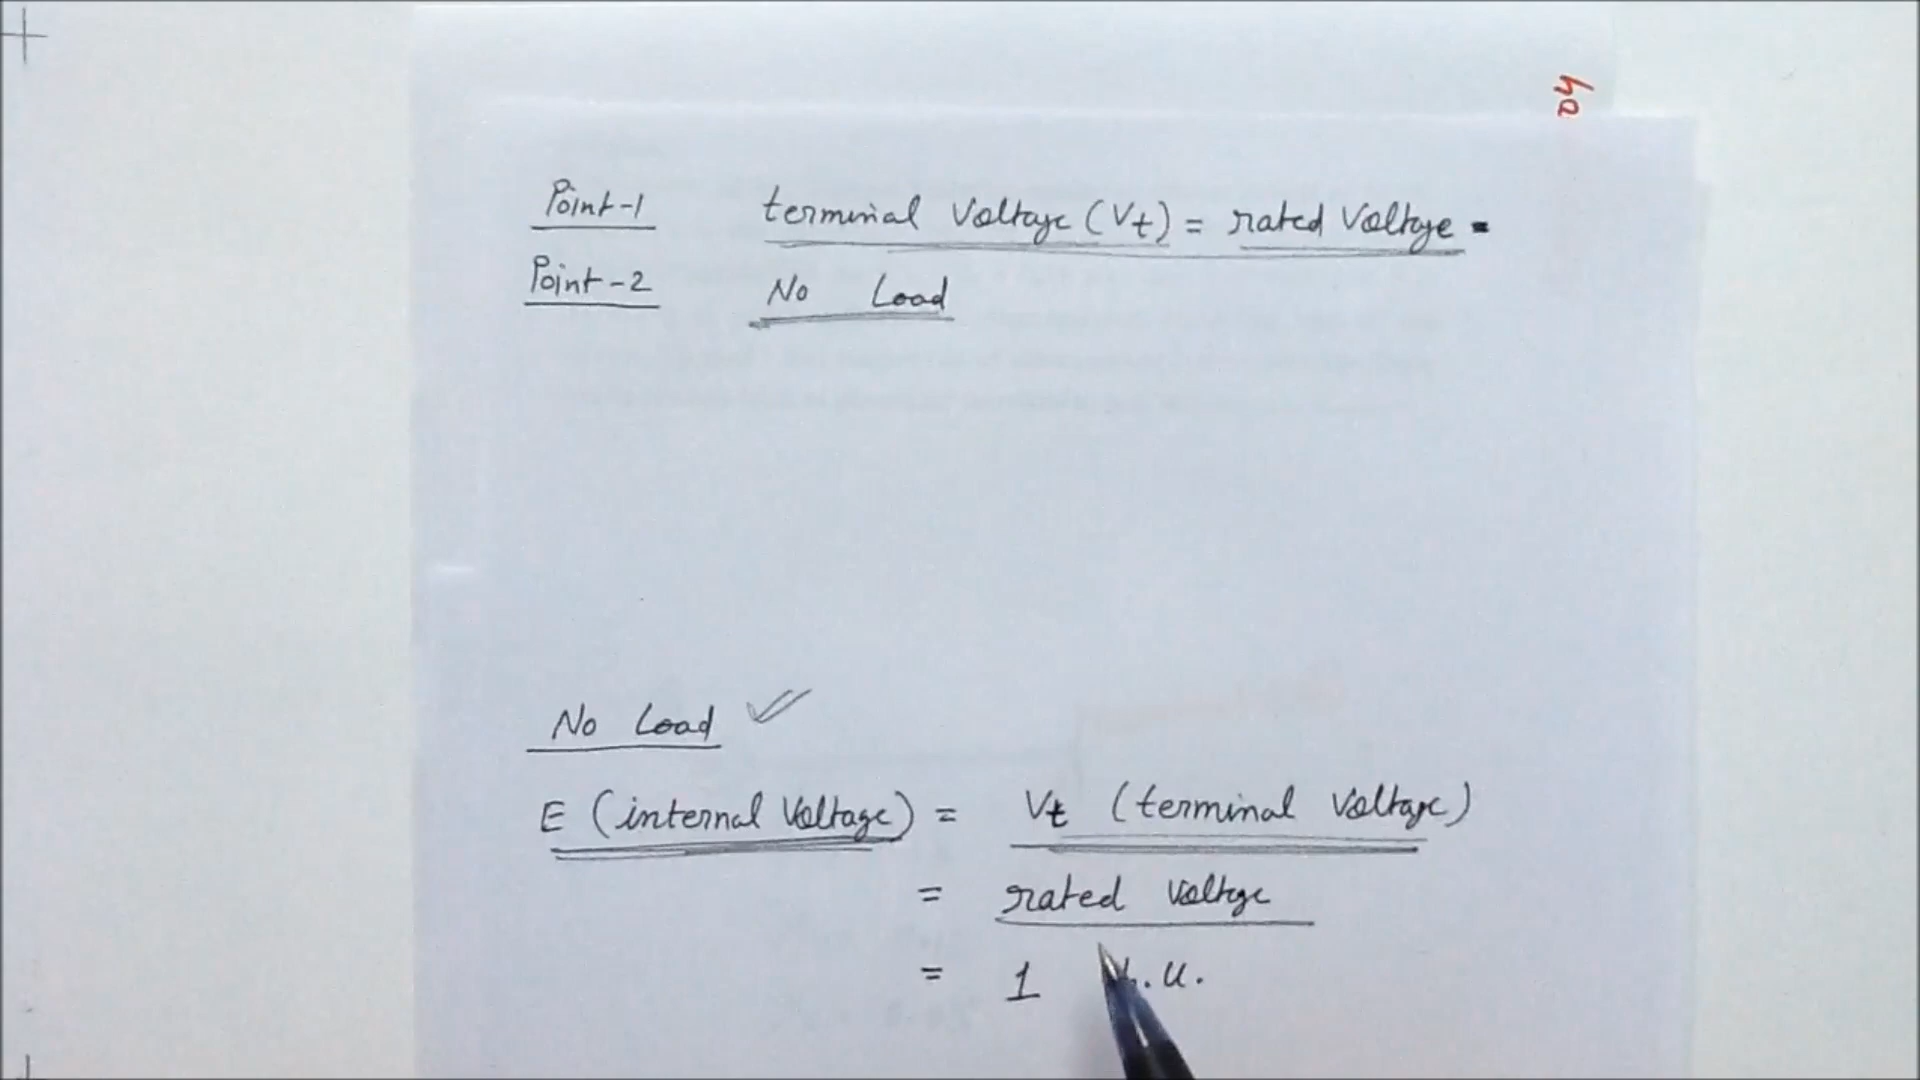 Point-1 terminal Voltage (Vt) = rated Voltage
Point-2 No Load
No Load
E (internal Voltage) = Vt (terminal Voltage)
= rated Voltage
= 1 p.u.